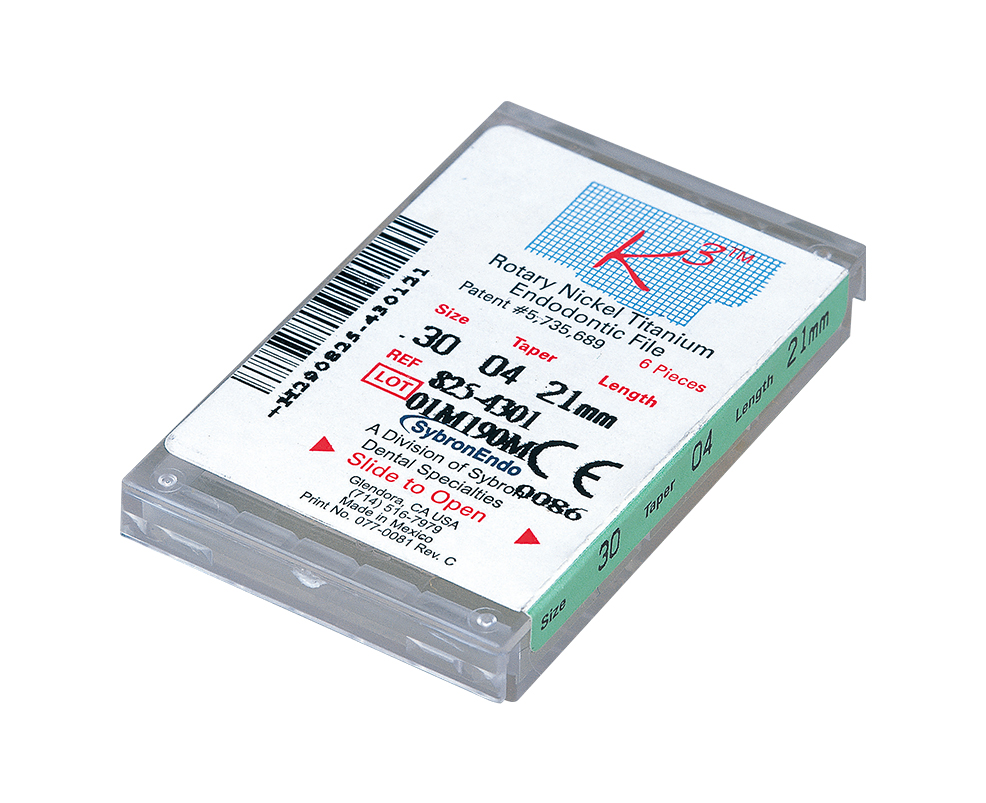 K3™
Rotary Nickel Titanium
Endodontic File
Patent #5,735,689
6 Pieces
Size Taper Length
.30 04 21mm
REF 825-4301
LOT 01M190M
CE
0086
SybronEndo
A Division of Sybron
Dental Specialties
Slide to Open
Glendora, CA USA
(714) 516-7979
Made in Mexico
Print No. 077-0081 Rev. C
Size 30 Taper 04 Length 21mm